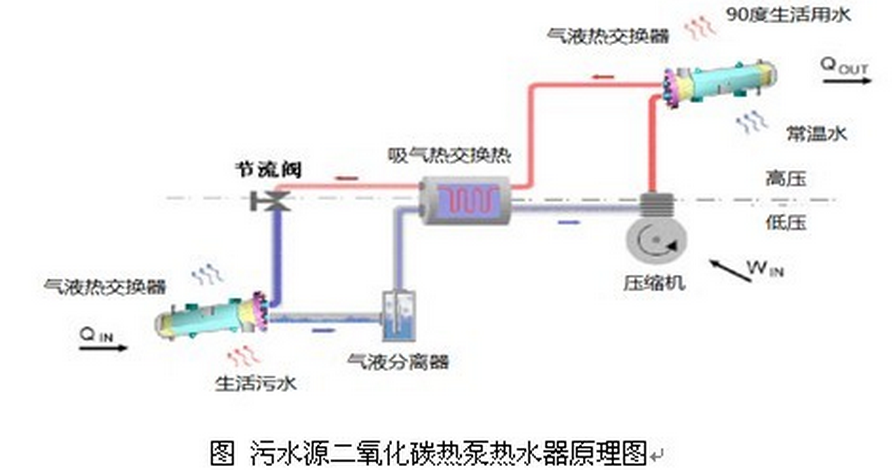 90度生活用水
气液热交换器
Q OUT
常温水
吸气热交换热
节流阀
高压
低压
气液热交换器
压缩机
W IN
Q IN
气液分离器
生活污水
图 污水源二氧化碳热泵热水器原理图